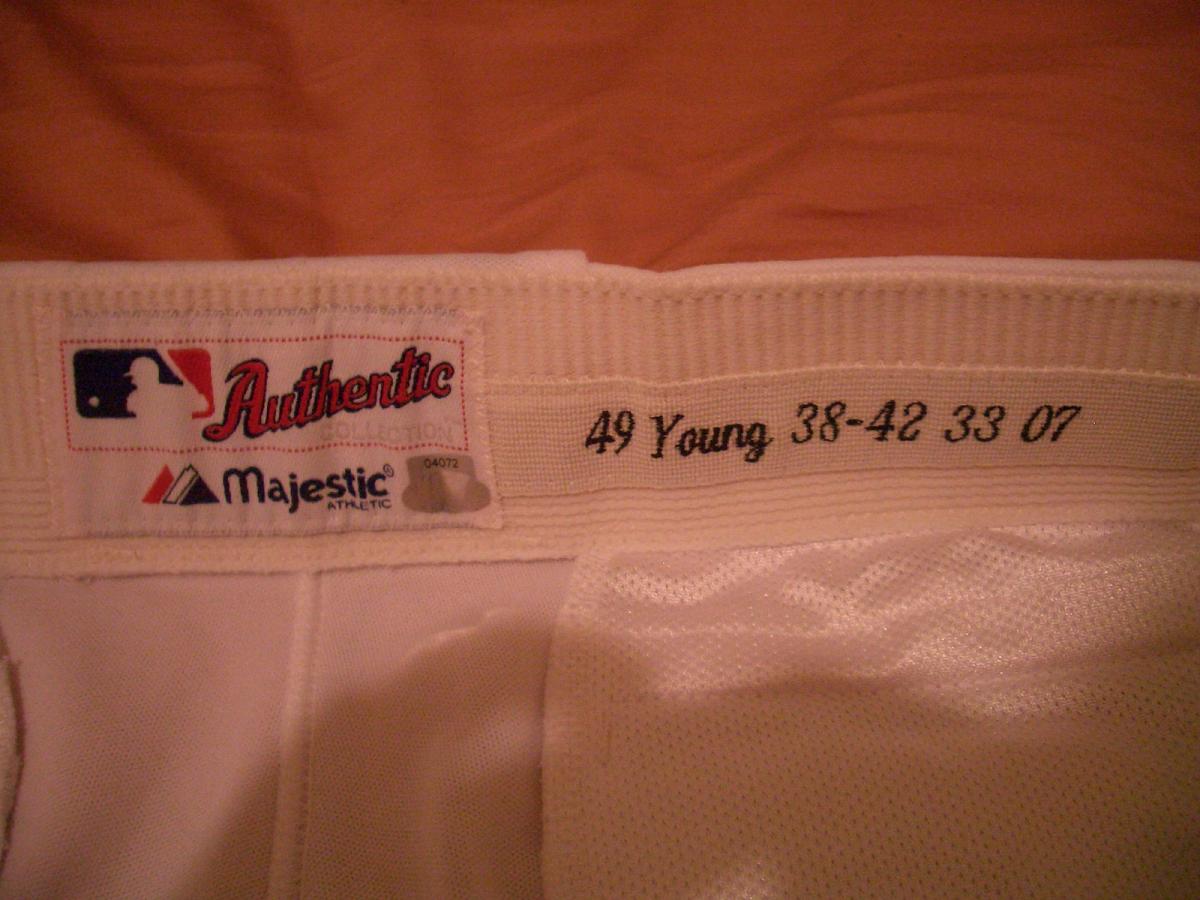 Authentic
COLLECTION
Majestic®
ATHLETIC
04072
49 Young 38-42 33 07